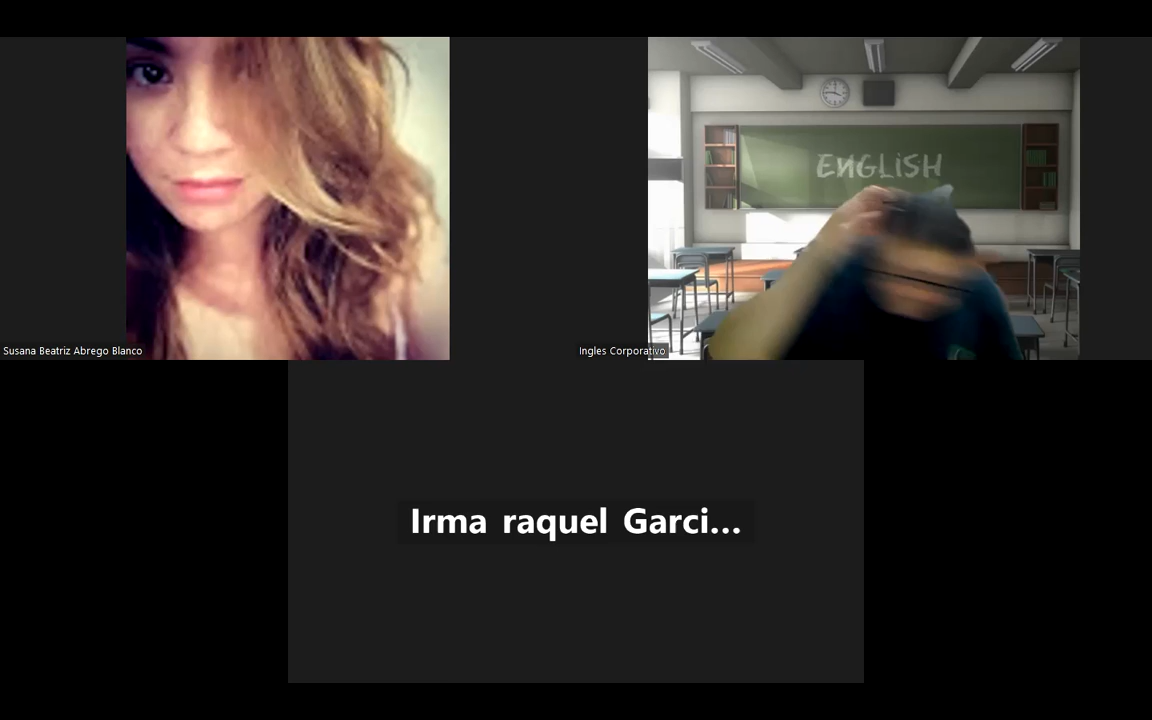 ENGLISH
Susana Beatriz Abrego Blanco
Ingles Corporativo
Irma raquel Garci...